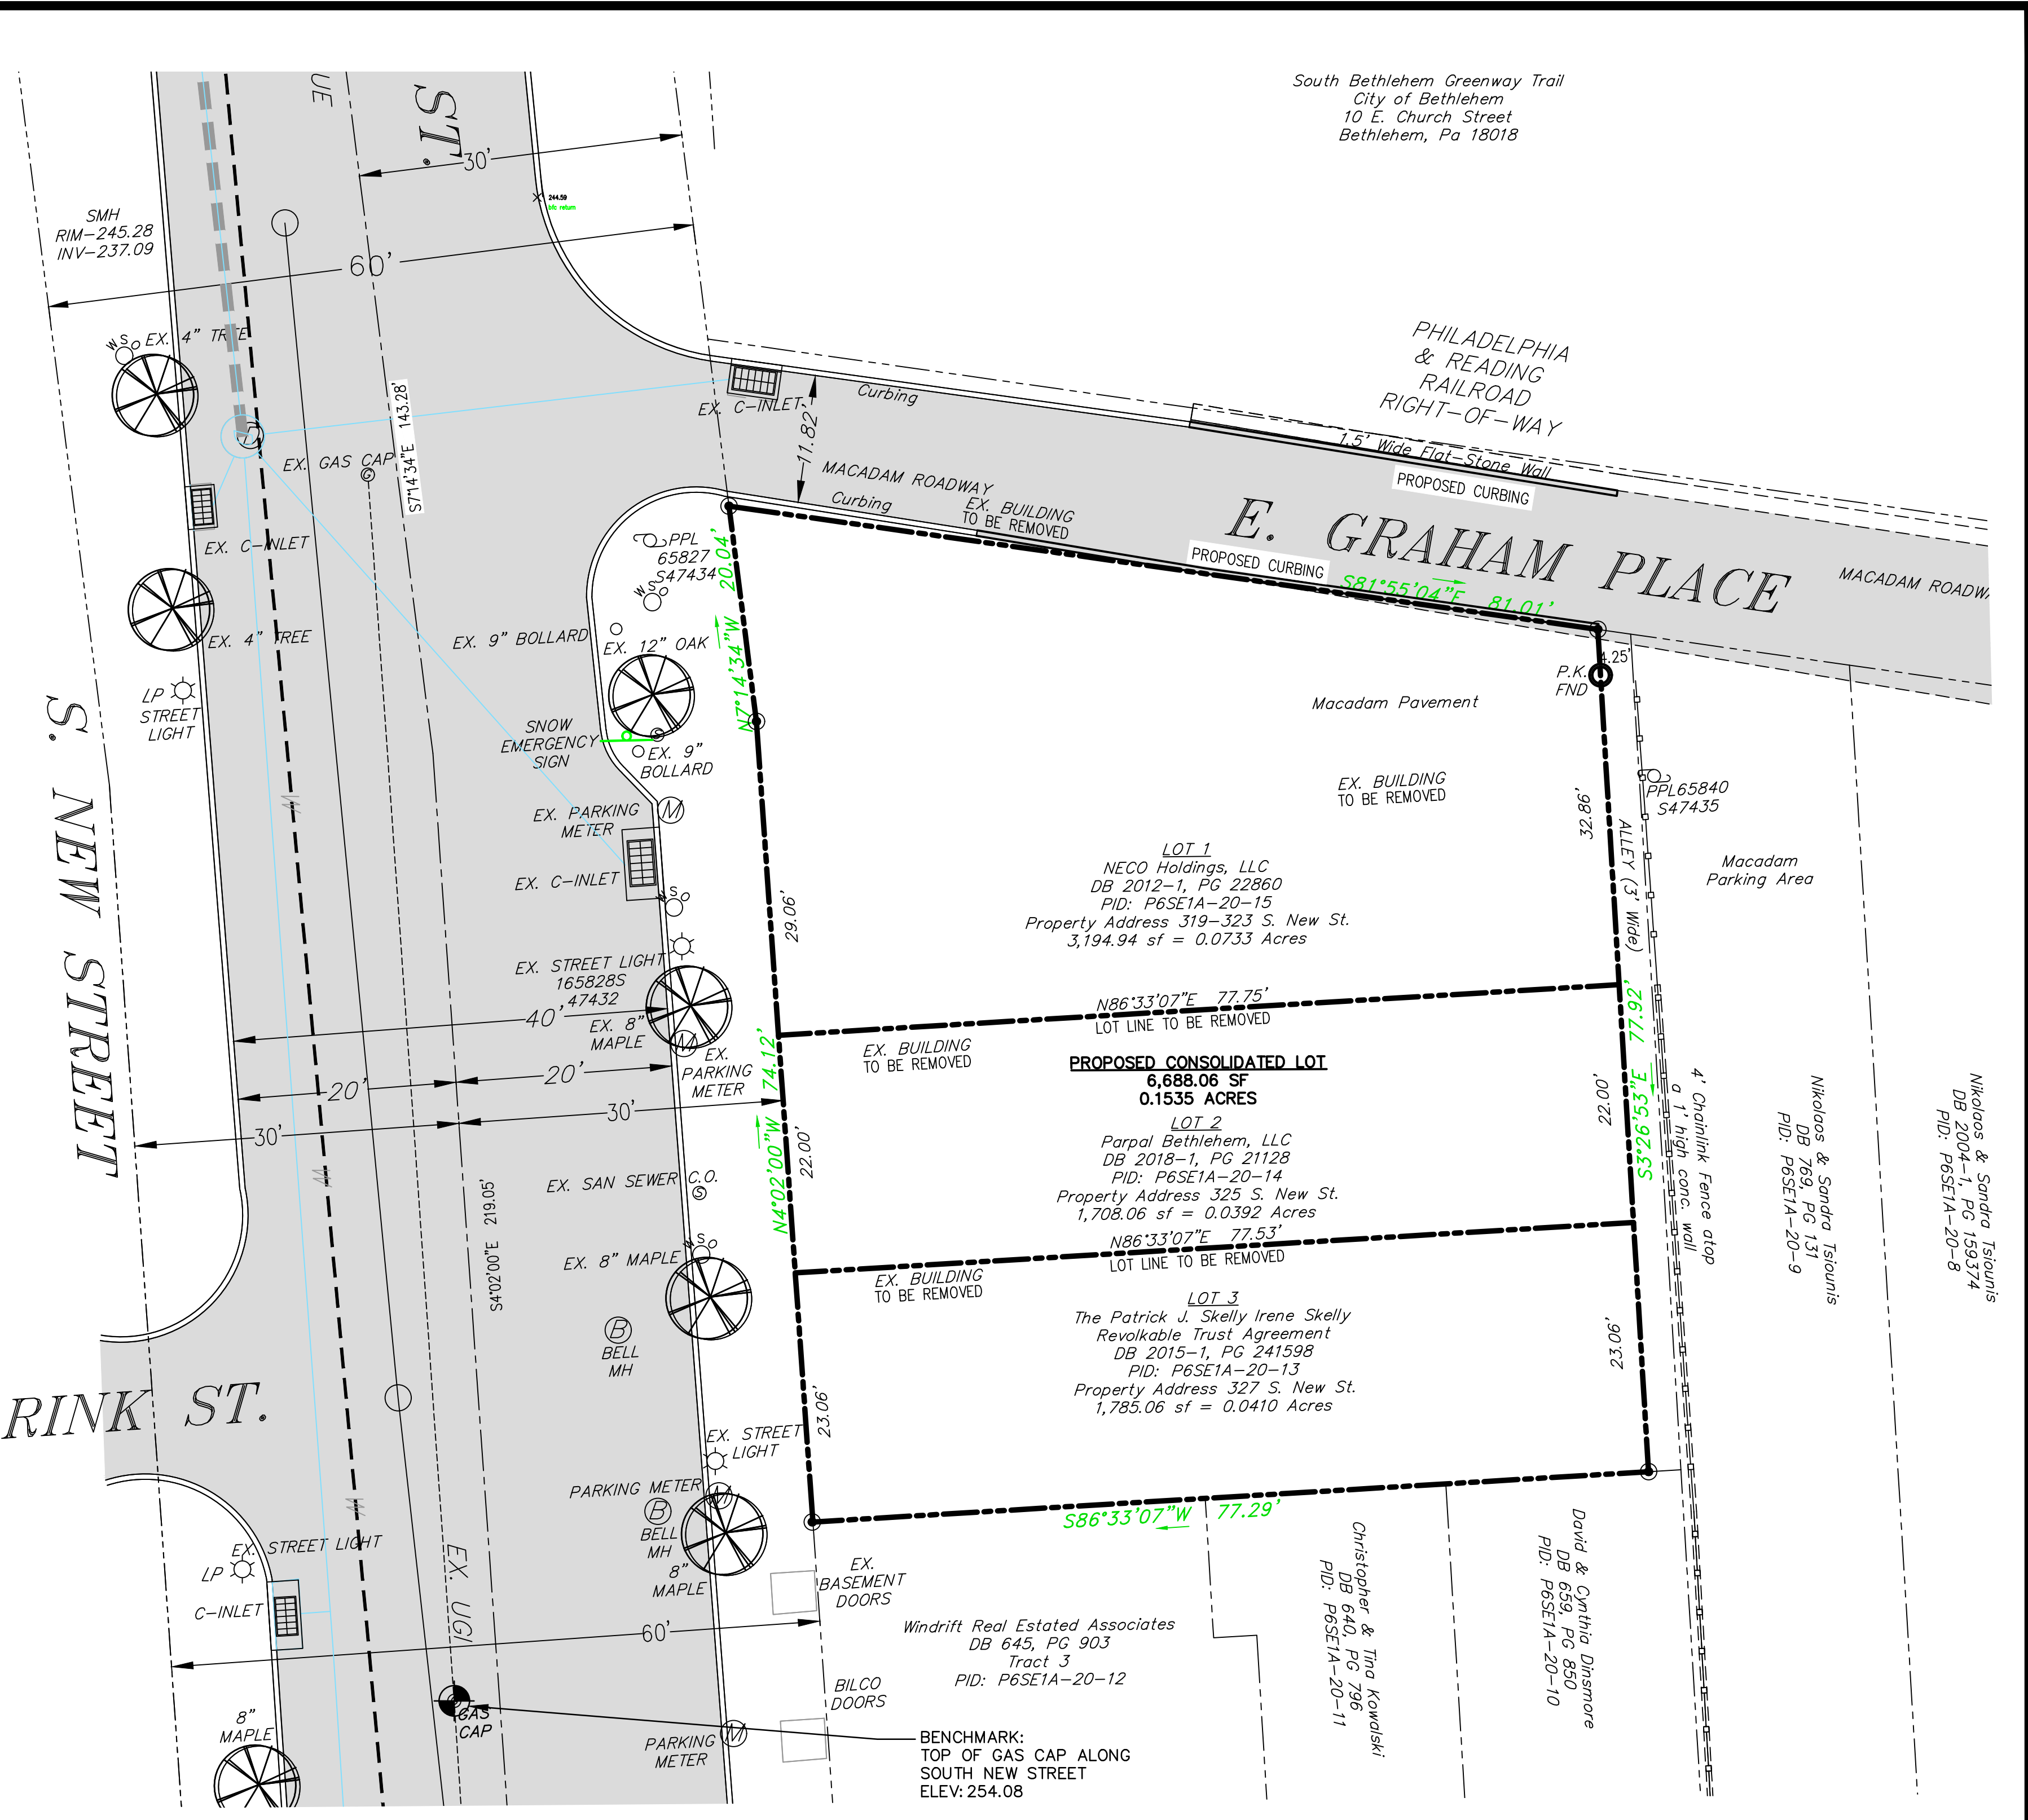 South Bethlehem Greenway Trail
City of Bethlehem
10 E. Church Street
Bethlehem, Pa 18018
UE
ST.
30'
244.59
60'
SMH
RIM-245.28
INV-237.09
W S
EX. 4" TREE
PHILADELPHIA
& READING
RAILROAD
RIGHT-OF-WAY
1.5' Wide Flat-Stone Wall
PROPOSED CURBING
Curbing
EX. C-INLET
11.82'
MACADAM ROADWAY
Curbing
EX. BUILDING
TO BE REMOVED
PROPOSED CURBING
E. GRAHAM PLACE
S81°55'04"E 81.01'
MACADAM ROADWA
S7°14'34"E 143.28'
EX. GAS CAP
G
EX. C-INLET
PPL
65827
S47434
W S
N7°14'34"W 20.04'
EX. 9" BOLLARD
EX. 12" OAK
EX. 4" TREE
LP
STREET
LIGHT
SNOW
EMERGENCY
SIGN
S
EX. 9"
BOLLARD
4.25'
P.K.
FND
Macadam Pavement
EX. BUILDING
TO BE REMOVED
PPL65840
S47435
32.86'
ALLEY (3' Wide)
Macadam
Parking Area
S. NEW STREET
EX. PARKING
METER
M
EX. C-INLET
W S
29.06'
LOT 1
NECO Holdings, LLC
DB 2012-1, PG 22860
PID: P6SE1A-20-15
Property Address 319-323 S. New St.
3,194.94 sf = 0.0733 Acres
EX. STREET LIGHT
165828S
47432
40'
EX. 8"
MAPLE
M
EX.
PARKING
METER
20'
20'
30'
30'
N86°33'07"E 77.75'
LOT LINE TO BE REMOVED
EX. BUILDING
TO BE REMOVED
PROPOSED CONSOLIDATED LOT
6,688.06 SF
0.1535 ACRES
LOT 2
Parpal Bethlehem, LLC
DB 2018-1, PG 21128
PID: P6SE1A-20-14
Property Address 325 S. New St.
1,708.06 sf = 0.0392 Acres
N4°02'00"W 74.12'
22.00'
22.00'
S3°26'53"E 77.92'
4' Chainlink Fence atop
a 1' high conc. wall
Nikolaos & Sandra Tsiounis
DB 769, PG 131
PID: P6SE1A-20-9
Nikolaos & Sandra Tsiounis
DB 2004-1, PG 159374
PID: P6SE1A-20-8
EX. SAN SEWER C.O.
S
S4°02'00"E 219.05'
W S
EX. 8" MAPLE
N86°33'07"E 77.53'
LOT LINE TO BE REMOVED
EX. BUILDING
TO BE REMOVED
LOT 3
The Patrick J. Skelly Irene Skelly
Revolkable Trust Agreement
DB 2015-1, PG 241598
PID: P6SE1A-20-13
Property Address 327 S. New St.
1,785.06 sf = 0.0410 Acres
23.06'
23.06'
B
BELL
MH
RINK ST.
EX. STREET
LIGHT
PARKING METER
M
B
BELL
MH
8"
MAPLE
S86°33'07"W 77.29'
EX. STREET LIGHT
LP
C-INLET
EX. UGI
EX.
BASEMENT
DOORS
60'
Windrift Real Estated Associates
DB 645, PG 903
Tract 3
PID: P6SE1A-20-12
Christopher & Tina Kowalski
DB 640, PG 796
PID: P6SE1A-20-11
David & Cynthia Dinsmore
DB 659, PG 850
PID: P6SE1A-20-10
BILCO
DOORS
GAS
CAP
8"
MAPLE
PARKING
METER
M
BENCHMARK:
TOP OF GAS CAP ALONG
SOUTH NEW STREET
ELEV: 254.08